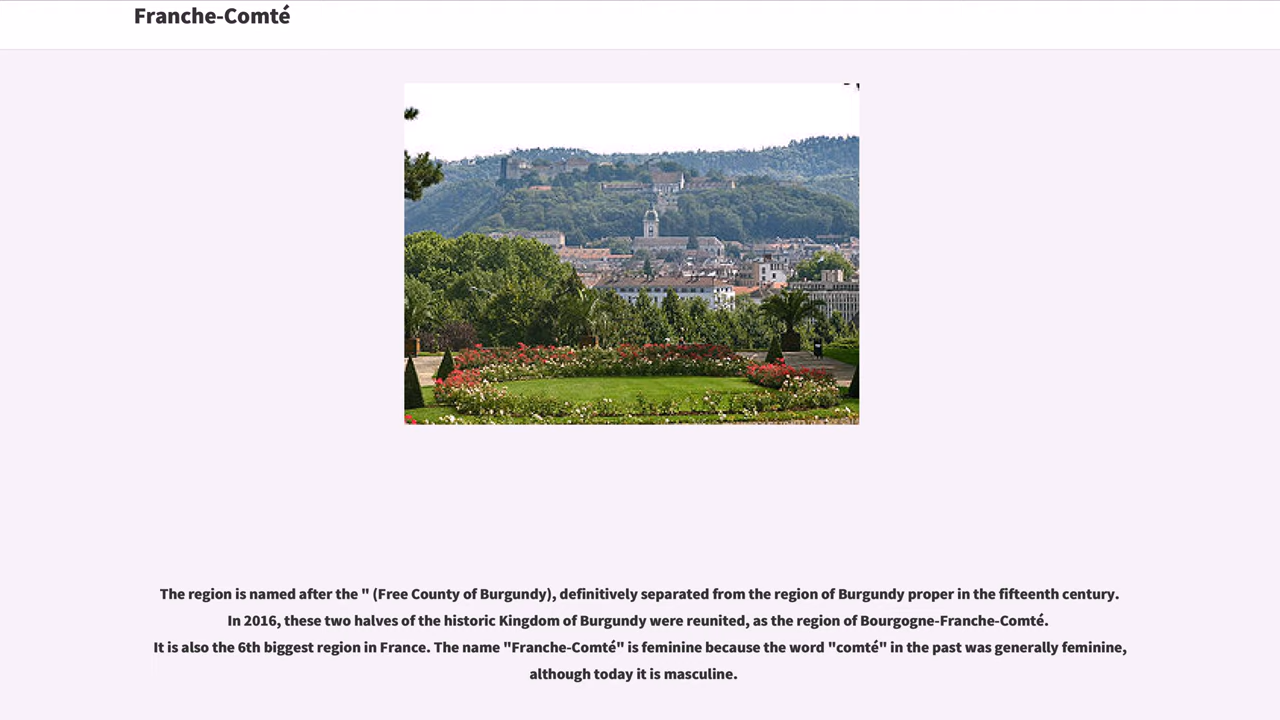 Franche-Comté
The region is named after the " (Free County of Burgundy), definitively separated from the region of Burgundy proper in the fifteenth century.
In 2016, these two halves of the historic Kingdom of Burgundy were reunited, as the region of Bourgogne-Franche-Comté.
It is also the 6th biggest region in France. The name "Franche-Comté" is feminine because the word "comté" in the past was generally feminine,
although today it is masculine.